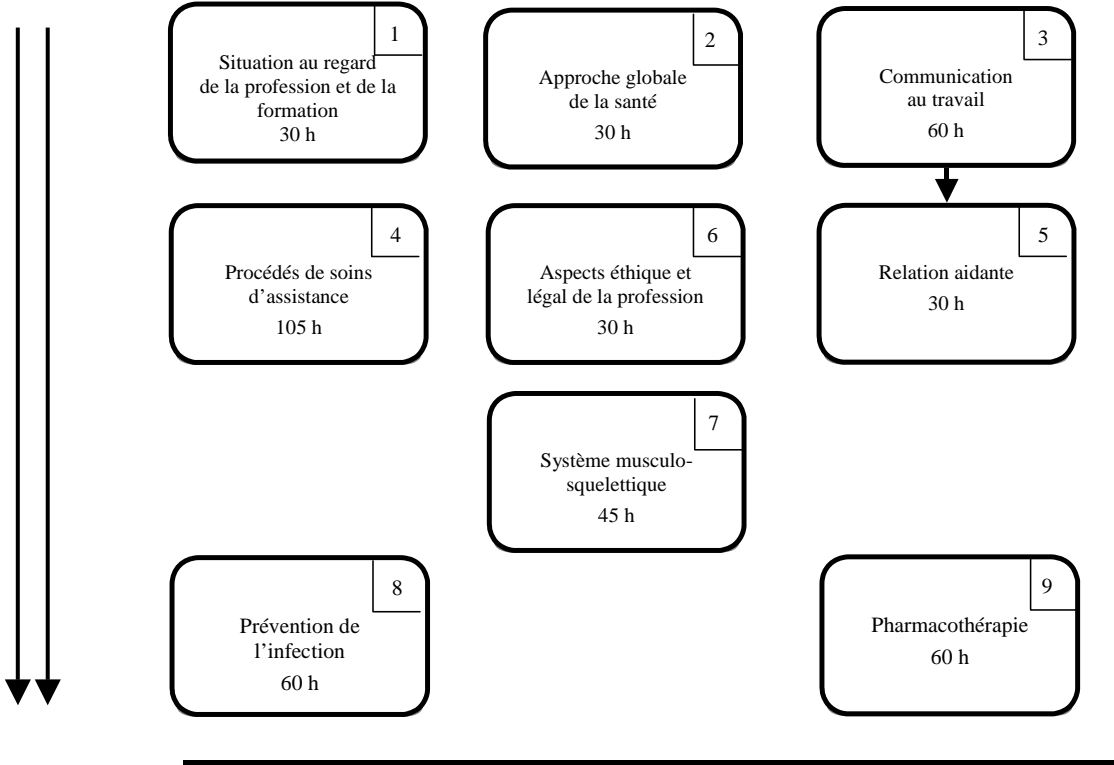 1
Situation au regard
de la profession et de la
formation
30 h
2
Approche globale
de la santé
30 h
3
Communication
au travail
60 h
4
Procédés de soins
d’assistance
105 h
6
Aspects éthique et
légal de la profession
30 h
5
Relation aidante
30 h
7
Système musculo-
squelettique
45 h
8
Prévention de
l’infection
60 h
9
Pharmacothérapie
60 h